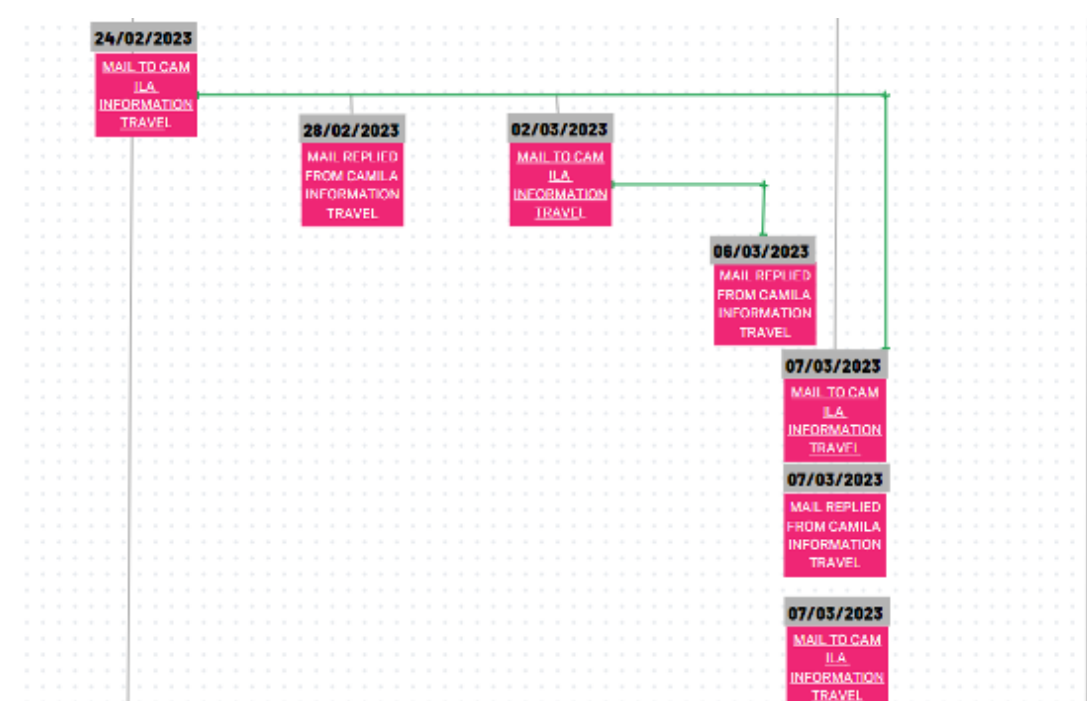 24/02/2023
MAIL TO CAM
ILA
INFORMATION
TRAVEL
28/02/2023
MAIL REPLIED
FROM CAMILA
INFORMATION
TRAVEL
02/03/2023
MAIL TO CAM
ILA
INFORMATION
TRAVEL
06/03/2023
MAIL REPLIED
FROM CAMILA
INFORMATION
TRAVEL
07/03/2023
MAIL TO CAM
ILA
INFORMATION
TRAVEL
07/03/2023
MAIL REPLIED
FROM CAMILA
INFORMATION
TRAVEL
07/03/2023
MAIL TO CAM
ILA
INFORMATION
TRAVEL